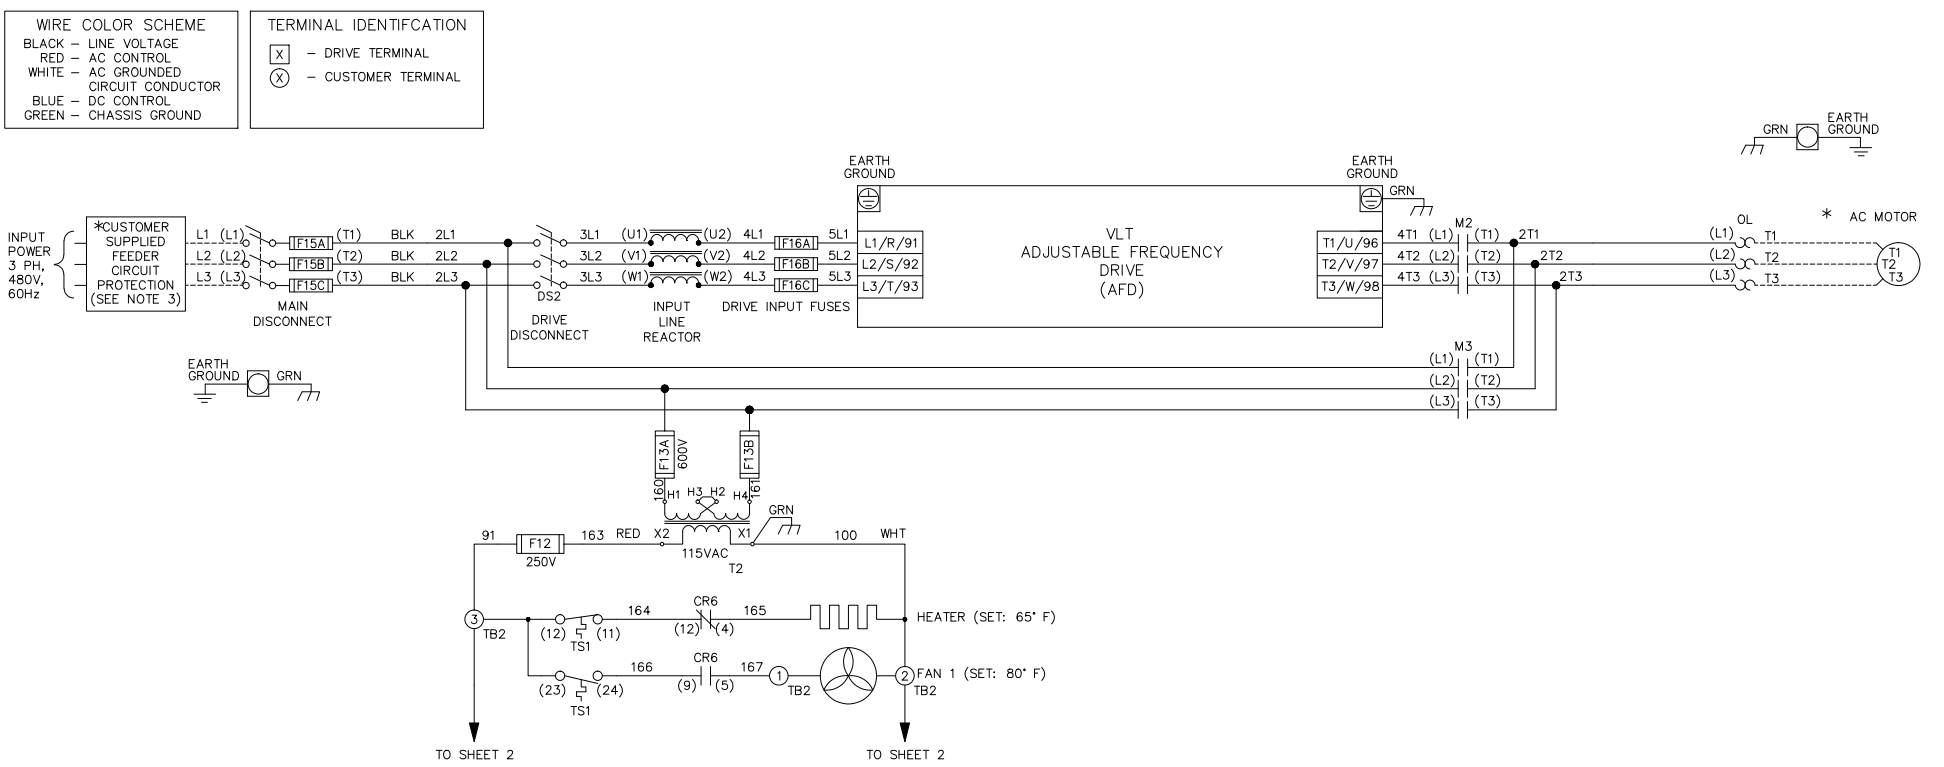 WIRE COLOR SCHEME
BLACK – LINE VOLTAGE
RED – AC CONTROL
WHITE – AC GROUNDED
CIRCUIT CONDUCTOR
BLUE – DC CONTROL
GREEN – CHASSIS GROUND
TERMINAL IDENTIFCATION
X – DRIVE TERMINAL
X – CUSTOMER TERMINAL
INPUT
POWER
3 PH,
480V,
60Hz
*CUSTOMER
SUPPLIED
FEEDER
CIRCUIT
PROTECTION
(SEE NOTE 3)
L1 (L1) F15A (T1) BLK 2L1
L2 (L2) F15B (T2) BLK 2L2
L3 (L3) F15C (T3) BLK 2L3
MAIN
DISCONNECT
DS2
DRIVE
DISCONNECT
3L1 (U1) (U2) 4L1 F16A 5L1
3L2 (V1) (V2) 4L2 F16B 5L2
3L3 (W1) (W2) 4L3 F16C 5L3
INPUT
LINE
REACTOR
DRIVE INPUT FUSES
EARTH
GROUND
L1/R/91
L2/S/92
L3/T/93
VLT
ADJUSTABLE FREQUENCY
DRIVE
(AFD)
EARTH
GROUND
GRN
T1/U/96
T2/V/97
T3/W/98
M2
4T1 (L1) (T1) 2T1
4T2 (L2) (T2) 2T2
4T3 (L3) (T3) 2T3
M3
(L1) (T1)
(L2) (T2)
(L3) (T3)
GRN
EARTH
GROUND
OL
* AC MOTOR
(L1) T1
(L2) T2
(L3) T3
T1
T2
T3
EARTH
GROUND
GRN
F13A
600V
F13B
160
161
H1 H3 H2 H4
GRN
91 F12 163 RED X2 X1 100 WHT
250V
115VAC
T2
3
TB2
(12) (11)
TS1
164
CR6
(12) (4)
165
HEATER (SET: 65° F)
(23) (24)
TS1
166
CR6
(9) (5)
167
1
TB2
2
TB2
FAN 1 (SET: 80° F)
TO SHEET 2
TO SHEET 2